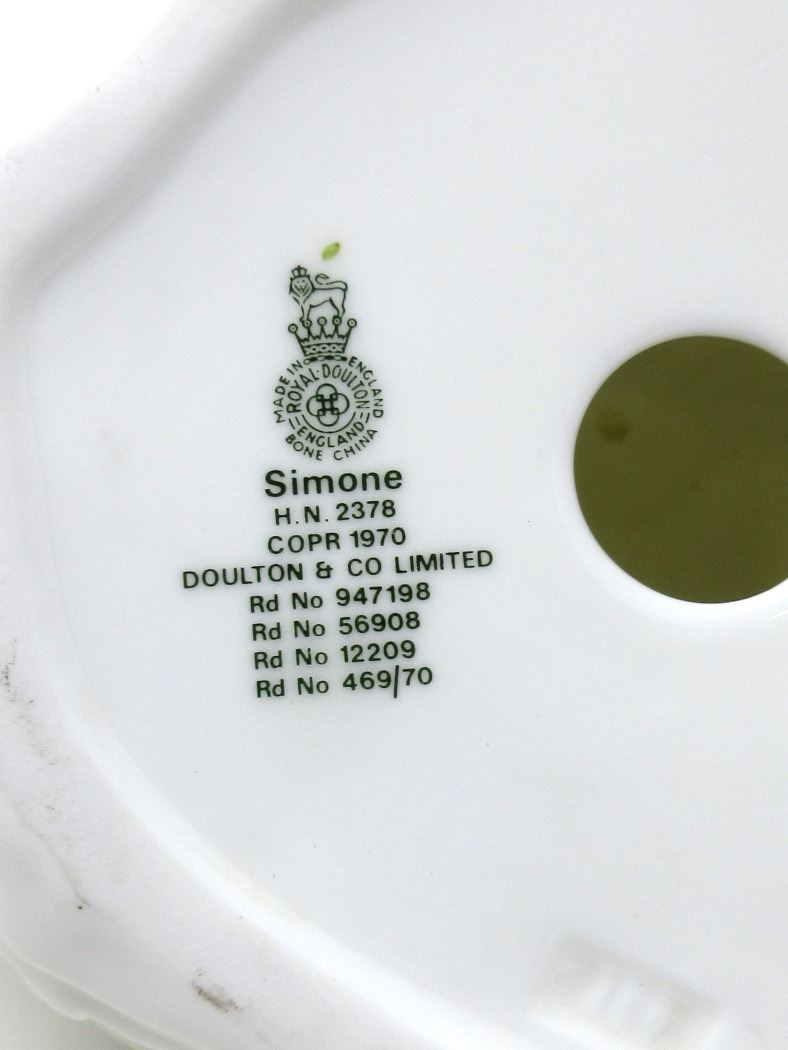 MADE IN ENGLAND
ROYAL·DOULTON
ENGLAND
BONE CHINA
Simone
H.N. 2378
COPR 1970
DOULTON & CO LIMITED
Rd No 947198
Rd No 56908
Rd No 12209
Rd No 469/70